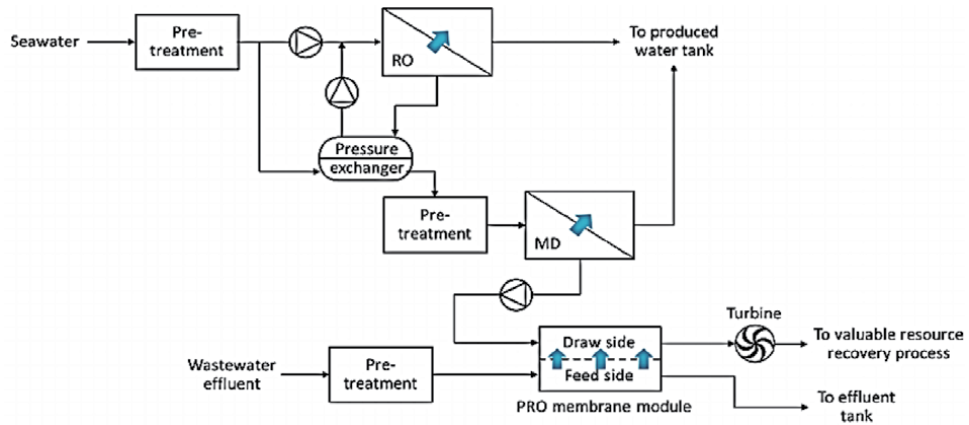 Seawater
Pre-
treatment
RO
To produced
water tank
Pressure
exchanger
Pre-
treatment
MD
Turbine
Draw side
Feed side
To valuable resource
recovery process
Wastewater
effluent
Pre-
treatment
PRO membrane module
To effluent
tank